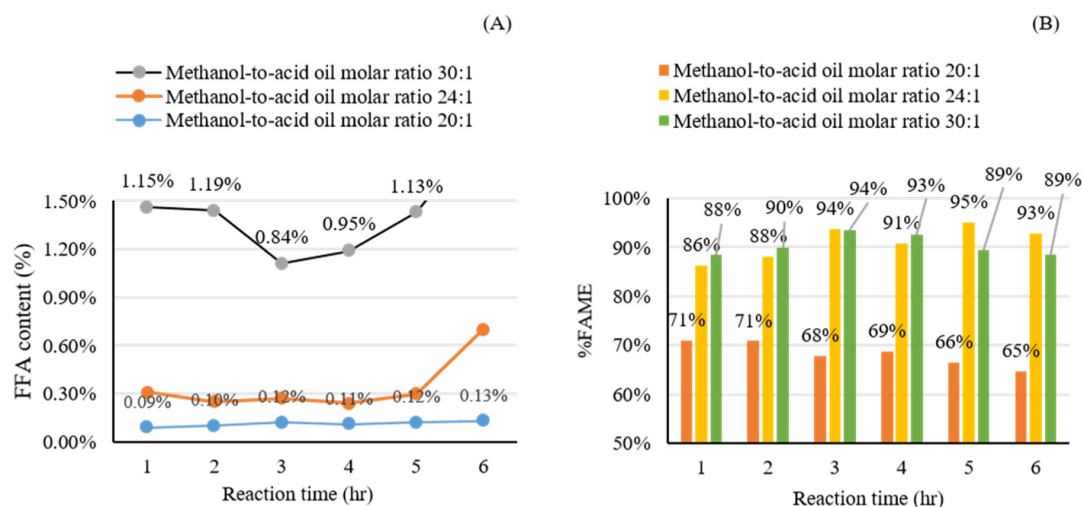 (A)
Methanol-to-acid oil molar ratio 30:1
Methanol-to-acid oil molar ratio 24:1
Methanol-to-acid oil molar ratio 20:1
FFA content (%)
1.50%
1.20%
0.90%
0.60%
0.30%
0.00%
1.15%
1.19%
0.84%
0.95%
1.13%
0.09%
0.10%
0.12%
0.11%
0.12%
0.13%
1 2 3 4 5 6
Reaction time (hr)
(B)
Methanol-to-acid oil molar ratio 20:1
Methanol-to-acid oil molar ratio 24:1
Methanol-to-acid oil molar ratio 30:1
%FAME
100%
90%
80%
70%
60%
50%
71%
86%
88%
71%
88%
90%
68%
94%
94%
69%
91%
93%
66%
95%
89%
65%
93%
89%
1 2 3 4 5 6
Reaction time (hr)